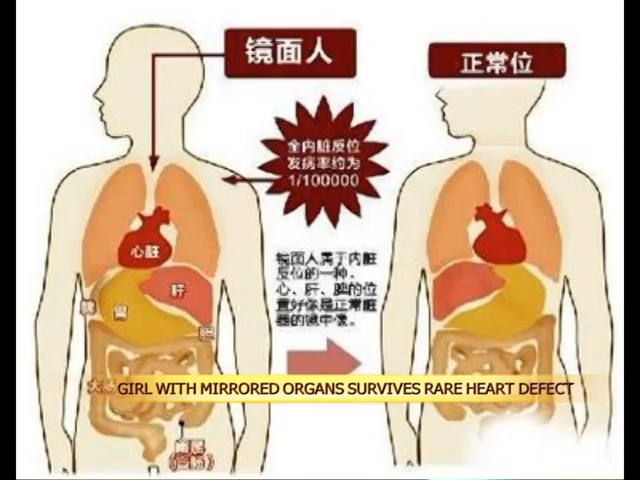 镜面人
正常位
全内脏反位
发病率约为
1/100000
心脏
肝
胃
镜面人属于内脏
反位的一种,
心、肝、脾的位
置好像是正常脏
器的镜中像。
GIRL WITH MIRRORED ORGANS SURVIVES RARE HEART DEFECT